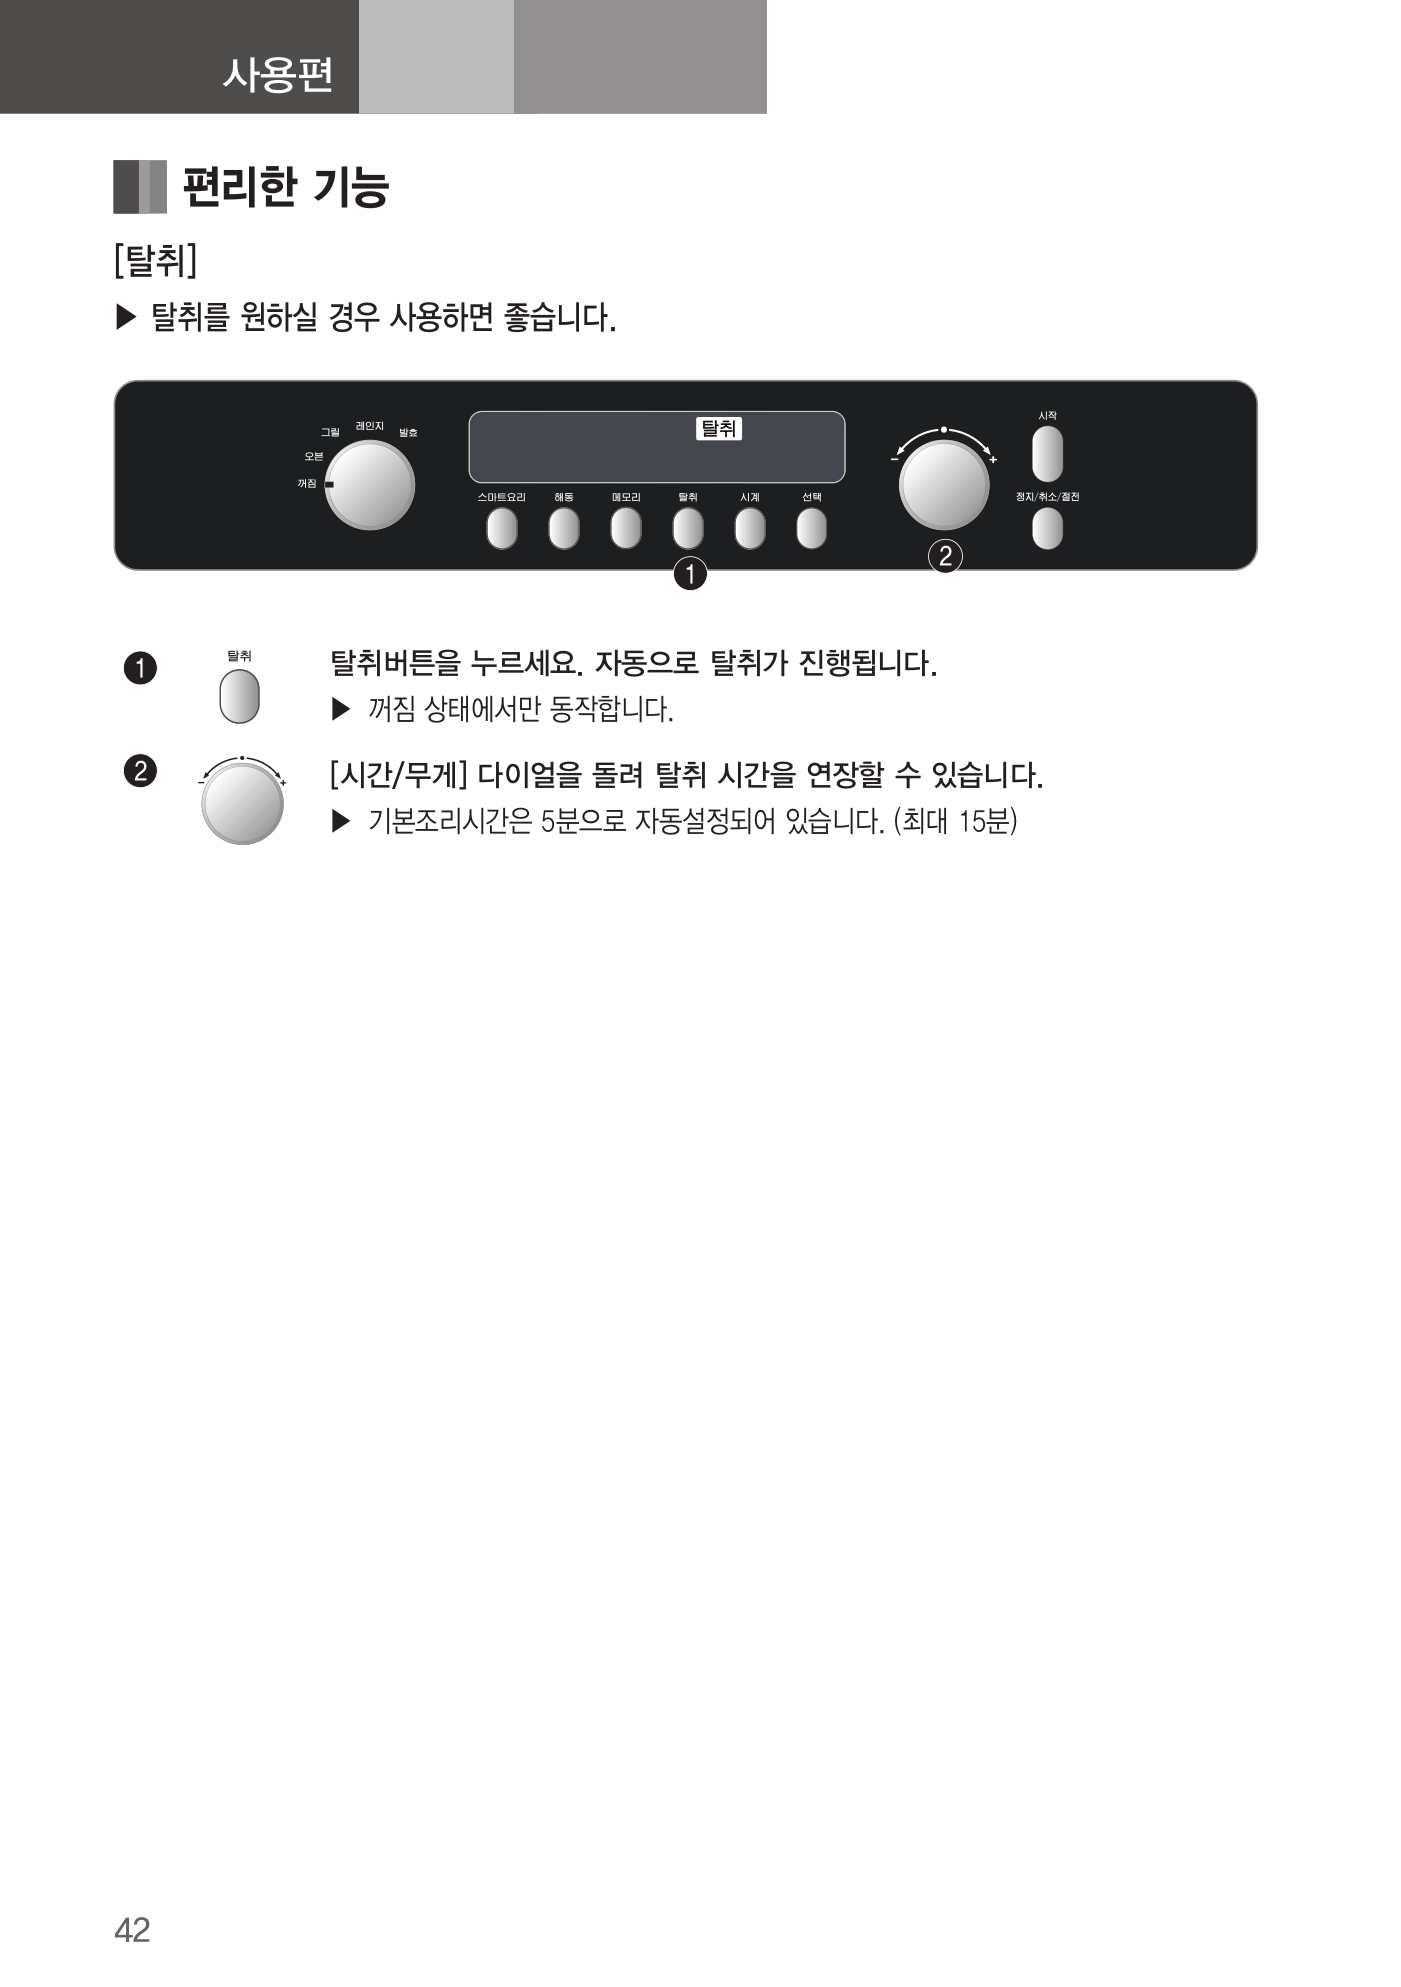 사용편
편리한 기능
[탈취]
▶ 탈취를 원하실 경우 사용하면 좋습니다.
탈취
그릴 레인지 발효
오븐
꺼짐
시작
− +
스마트요리 해동 메모리 탈취 시계 선택
정지/취소/절전
1 2
1 탈취 탈취버튼을 누르세요. 자동으로 탈취가 진행됩니다.
▶ 꺼짐 상태에서만 동작합니다.
2 − + [시간/무게] 다이얼을 돌려 탈취 시간을 연장할 수 있습니다.
▶ 기본조리시간은 5분으로 자동설정되어 있습니다. (최대 15분)
42